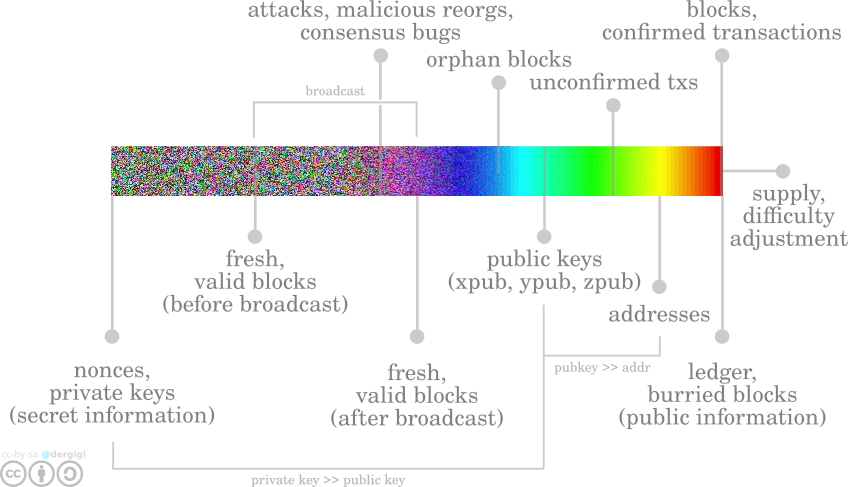 attacks, malicious reorgs,
consensus bugs
blocks,
confirmed transactions
orphan blocks
unconfirmed txs
broadcast
supply,
difficulty
adjustment
fresh,
valid blocks
(before broadcast)
public keys
(xpub, ypub, zpub)
addresses
nonces,
private keys
(secret information)
fresh,
valid blocks
(after broadcast)
pubkey >> addr
ledger,
burried blocks
(public information)
cc-by-sa @dergigi
cc
private key >> public key